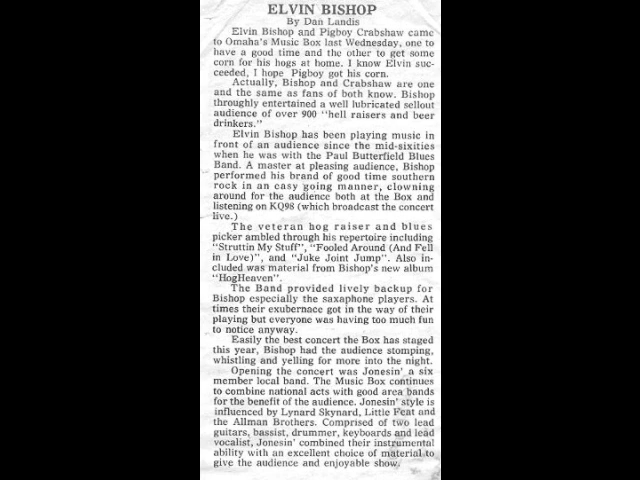 ELVIN BISHOP
By Dan Landis
Elvin Bishop and Pigboy Crabshaw came
to Omaha's Music Box last Wednesday, one to
have a good time and the other to get some
corn for his hogs at home. I know Elvin suc-
ceeded, I hope Pigboy got his corn.
Actually, Bishop and Crabshaw are one
and the same as fans of both know. Bishop
throughly entertained a well lubricated sellout
audience of over 900 "hell raisers and beer
drinkers."
Elvin Bishop has been playing music in
front of an audience since the mid-sixities
when he was with the Paul Butterfield Blues
Band. A master at pleasing audience, Bishop
performed his brand of good time southern
rock in an easy going manner, clowning
around for the audience both at the Box and
listening on KQ98 (which broadcast the concert
live.)
The veteran hog raiser and blues
picker ambled through his repertoire including
"Struttin My Stuff", "Fooled Around (And Fell
in Love)", and "Juke Joint Jump". Also in-
cluded was material from Bishop's new album
"HogHeaven".
The Band provided lively backup for
Bishop especially the saxaphone players. At
times their exubernace got in the way of their
playing but everyone was having too much fun
to notice anyway.
Easily the best concert the Box has staged
this year, Bishop had the audience stomping,
whistling and yelling for more into the night.
Opening the concert was Jonesin' a six
member local band. The Music Box continues
to combine national acts with good area bands
for the benefit of the audience. Jonesin' style is
influenced by Lynard Skynard, Little Feat and
the Allman Brothers. Comprised of two lead
guitars, bassist, drummer, keyboards and lead
vocalist, Jonesin' combined their instrumental
ability with an excellent choice of material to
give the audience and enjoyable show.